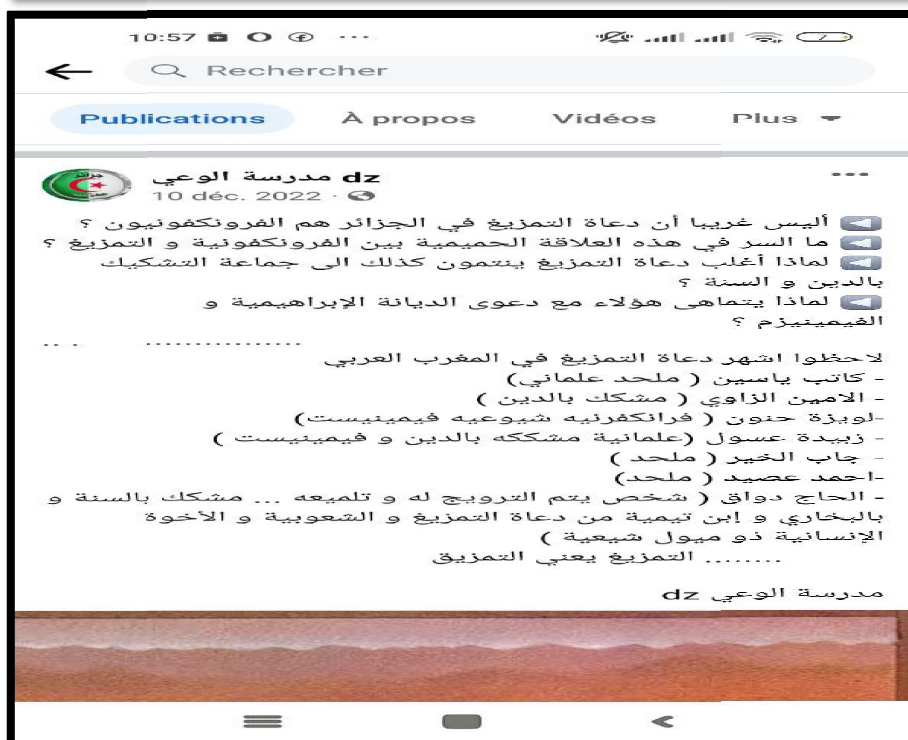 10:57 ...
Rechercher
Publications À propos Vidéos Plus
dz مدرسة الوعي
10 déc. 2022 ·
أليس غريبا أن دعاة التمزيغ في الجزائر هم الفرونكفونيون ؟
ما السر في هذه العلاقة الحميمية بين الفرونكفونية و التمزيغ ؟
لماذا أغلب دعاة التمزيغ ينتمون كذلك الى جماعة التشكيك
بالدين و السنة ؟
لماذا يتماهى هؤلاء مع دعوى الديانة الإبراهيمية و
الفيمينيزم ؟
.. . ................
لاحظوا اشهر دعاة التمزيغ في المغرب العربي
- كاتب ياسين ( ملحد علماني)
- الامين الزاوي ( مشكك بالدين )
-لويزة حنون ( فرانكفرنيه شيوعيه فيمينيست)
- زبيدة عسول (علمانية مشككه بالدين و فيمينيست )
- جاب الخير ( ملحد )
-احمد عصيد ( ملحد)
- الحاج دواق ( شخص يتم الترويج له و تلميعه ... مشكك بالسنة و
بالبخاري و إبن تيمية من دعاة التمزيغ و الشعوبية و الأخوة
الإنسانية ذو ميول شيعية )
........ التمزيغ يعني التمزيق
مدرسة الوعي dz